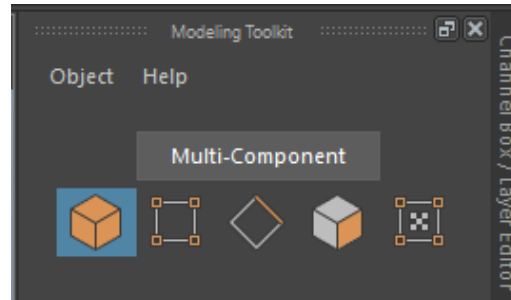 Modeling Toolkit
Object Help
Multi-Component
Channel Box / Layer Editor